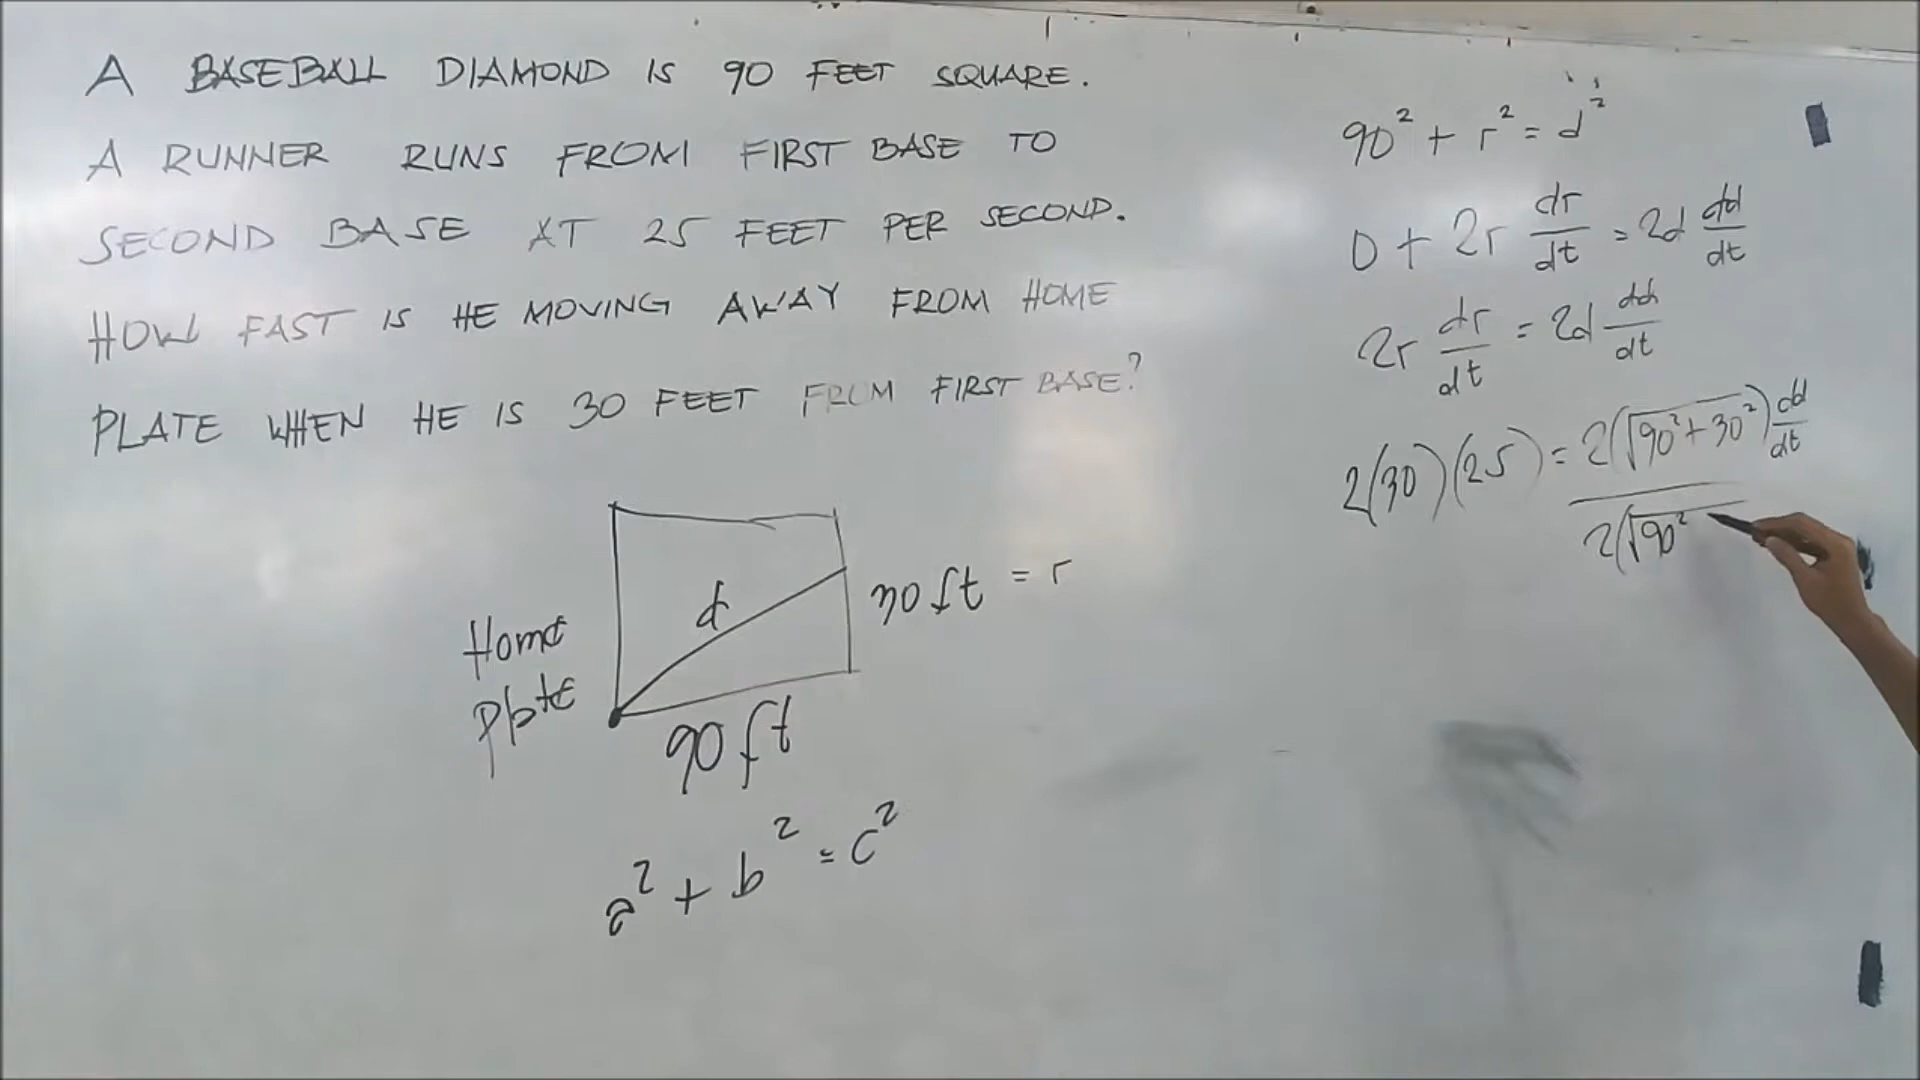 A BASEBALL DIAMOND IS 90 FEET SQUARE.
A RUNNER RUNS FROM FIRST BASE TO
SECOND BASE AT 25 FEET PER SECOND.
HOW FAST IS HE MOVING AWAY FROM HOME
PLATE WHEN HE IS 30 FEET FROM FIRST BASE?
d
30 ft = r
Home
Plate
90 ft
a² + b² = c²
90² + r² = d²
0 + 2r dr/dt = 2d dd/dt
2r dr/dt = 2d dd/dt
2(30)(25) = 2(√90²+30²) dd/dt
2(√90²